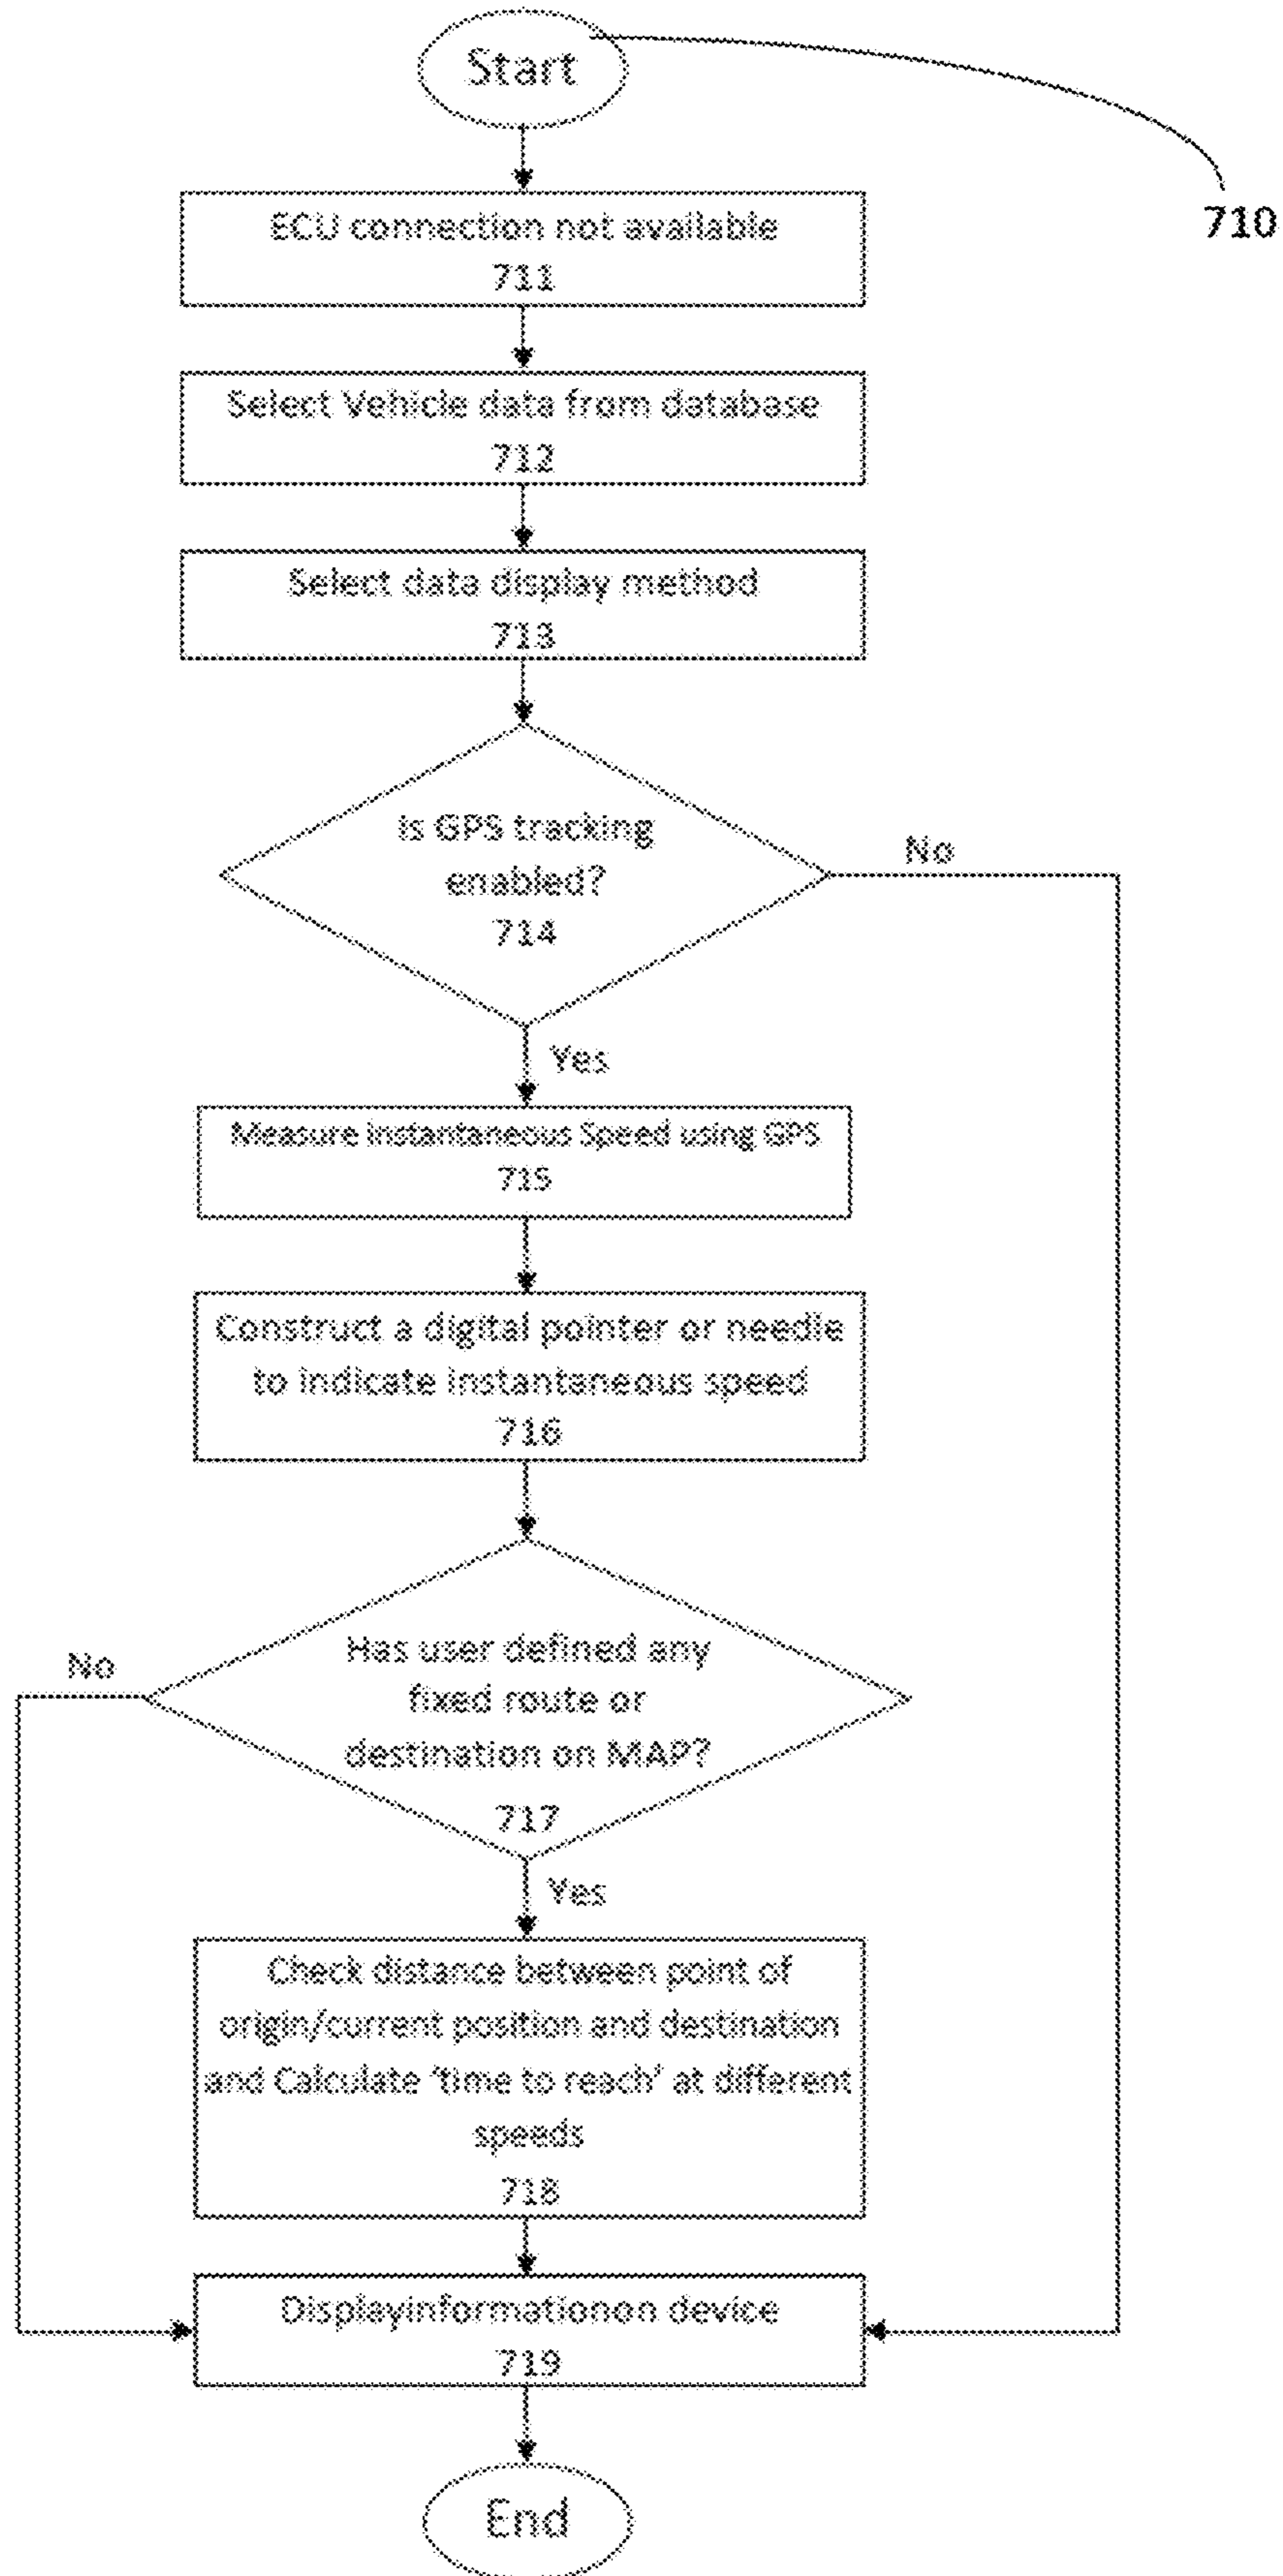 Start
710
ECU connection not available
711
Select Vehicle data from database
712
Select data display method
713
Is GPS tracking
enabled?
714
No
Yes
Measure Instantaneous Speed using GPS
715
Construct a digital pointer or needle
to indicate instantaneous speed
716
Has user defined any
fixed route or
destination on MAP?
717
No
Yes
Check distance between point of
origin/current position and destination
and Calculate ‘time to reach’ at different
speeds
718
Displayinformationon device
719
End